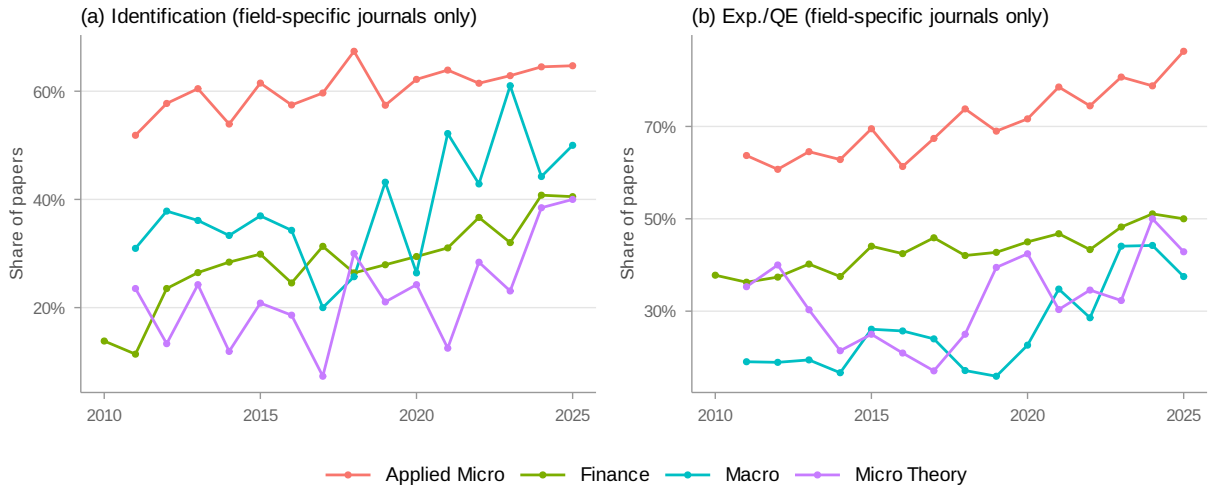 (a) Identification (field-specific journals only)
Share of papers
60%
40%
20%
2010
2015
2020
2025
(b) Exp./QE (field-specific journals only)
Share of papers
70%
50%
30%
2010
2015
2020
2025
Applied Micro
Finance
Macro
Micro Theory